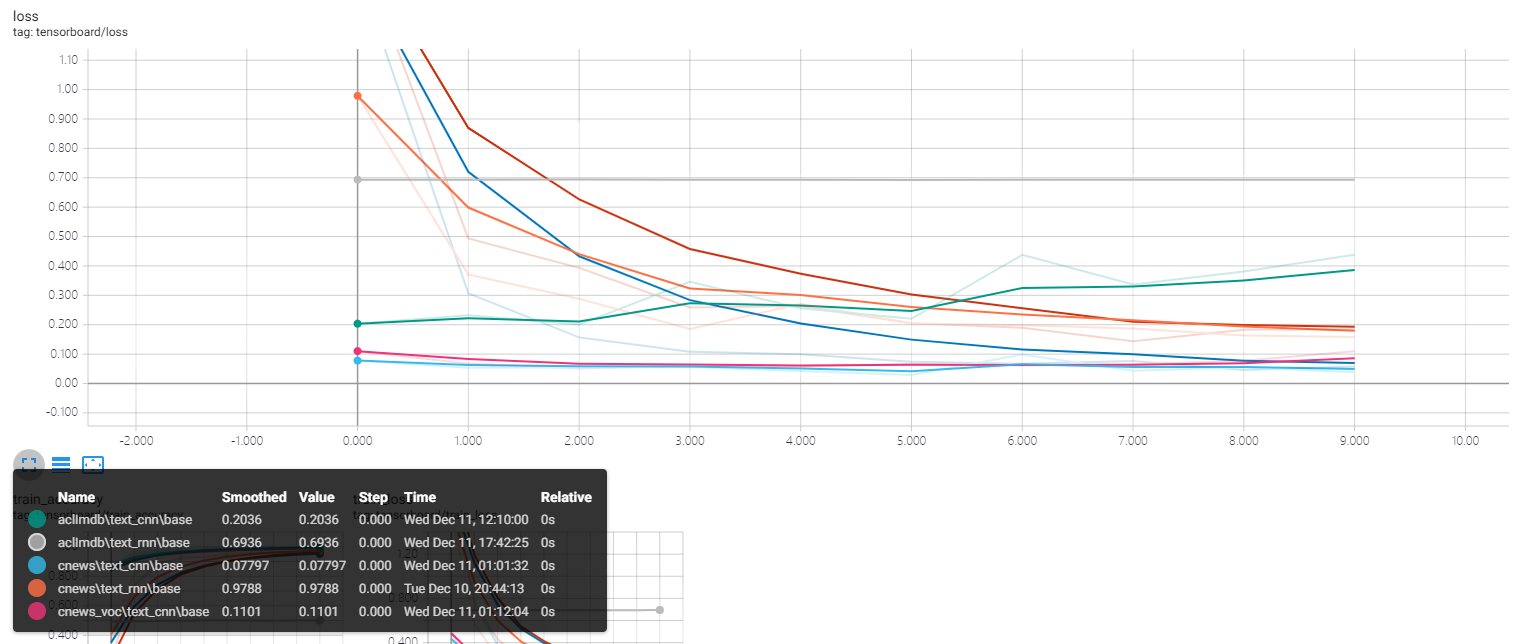 loss
tag: tensorboard/loss
1.10
1.00
0.900
0.800
0.700
0.600
0.500
0.400
0.300
0.200
0.100
0.00
-0.100
-2.000 -1.000 0.000 1.000 2.000 3.000 4.000 5.000 6.000 7.000 8.000 9.000 10.00
Name Smoothed Value Step Time Relative
aclImdb\text_cnn\base 0.2036 0.2036 0.000 Wed Dec 11, 12:10:00 0s
aclImdb\text_rnn\base 0.6936 0.6936 0.000 Wed Dec 11, 17:42:25 0s
cnews\text_cnn\base 0.07797 0.07797 0.000 Wed Dec 11, 01:01:32 0s
cnews\text_rnn\base 0.9788 0.9788 0.000 Tue Dec 10, 20:44:13 0s
cnews_voc\text_cnn\base 0.1101 0.1101 0.000 Wed Dec 11, 01:12:04 0s
0.400 0.400